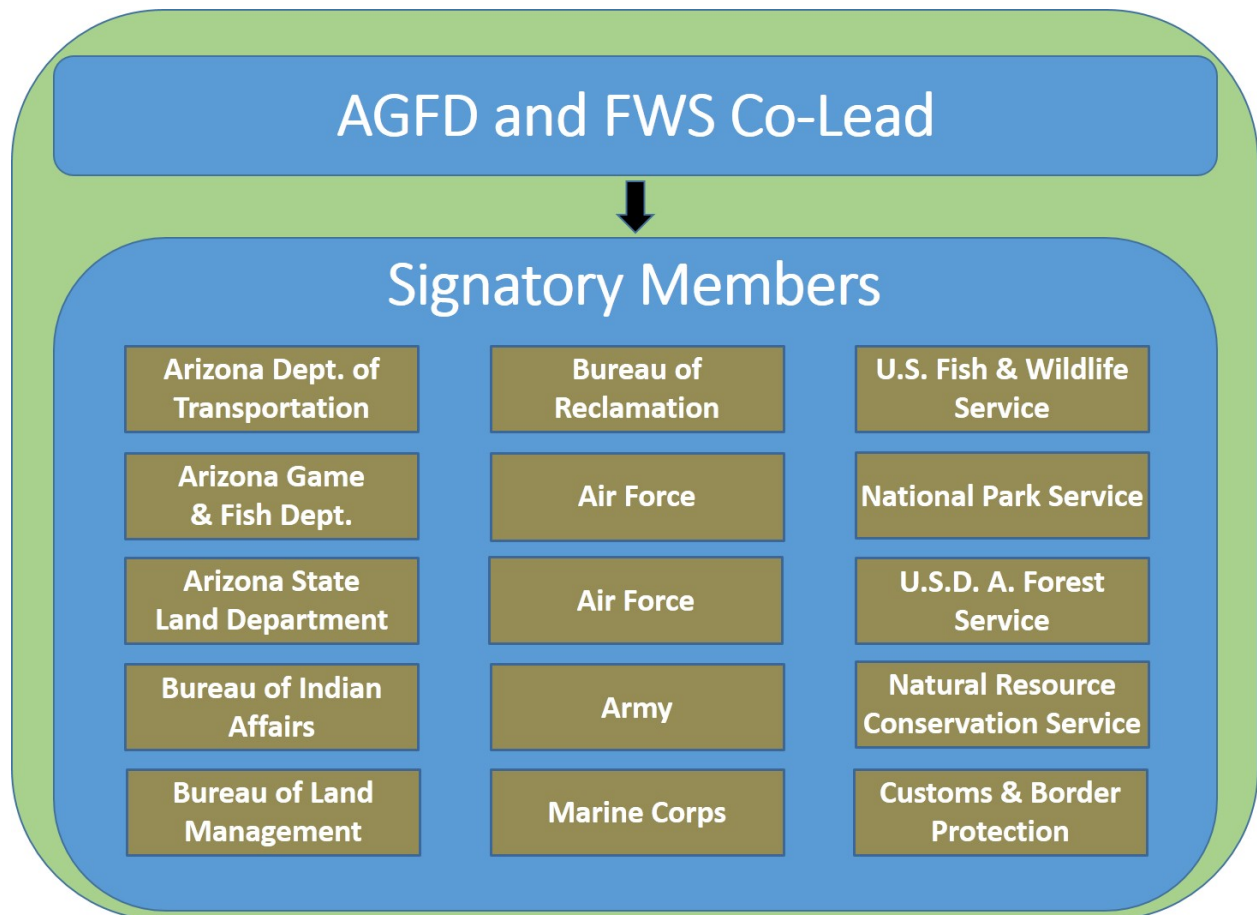 AGFD and FWS Co-Lead
Signatory Members
Arizona Dept. of
Transportation
Bureau of
Reclamation
U.S. Fish & Wildlife
Service
Arizona Game
& Fish Dept.
Air Force
National Park Service
Arizona State
Land Department
Air Force
U.S.D. A. Forest
Service
Bureau of Indian
Affairs
Army
Natural Resource
Conservation Service
Bureau of Land
Management
Marine Corps
Customs & Border
Protection